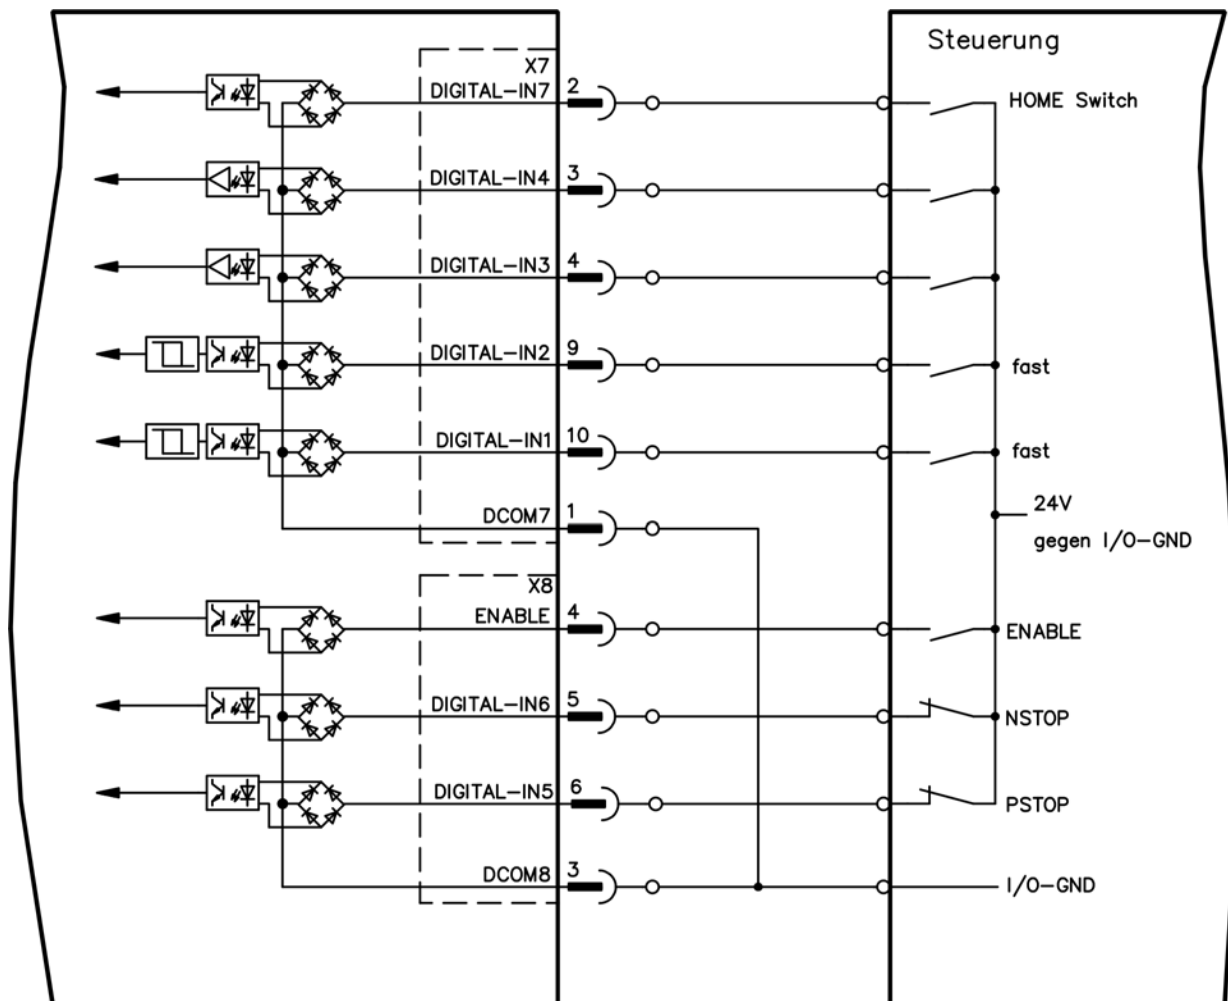 Steuerung
X7
DIGITAL-IN7 2 HOME Switch
DIGITAL-IN4 3
DIGITAL-IN3 4
DIGITAL-IN2 9 fast
DIGITAL-IN1 10 fast
24V
DCOM7 1
gegen I/O-GND
X8
ENABLE 4 ENABLE
DIGITAL-IN6 5 NSTOP
DIGITAL-IN5 6 PSTOP
DCOM8 3 I/O-GND